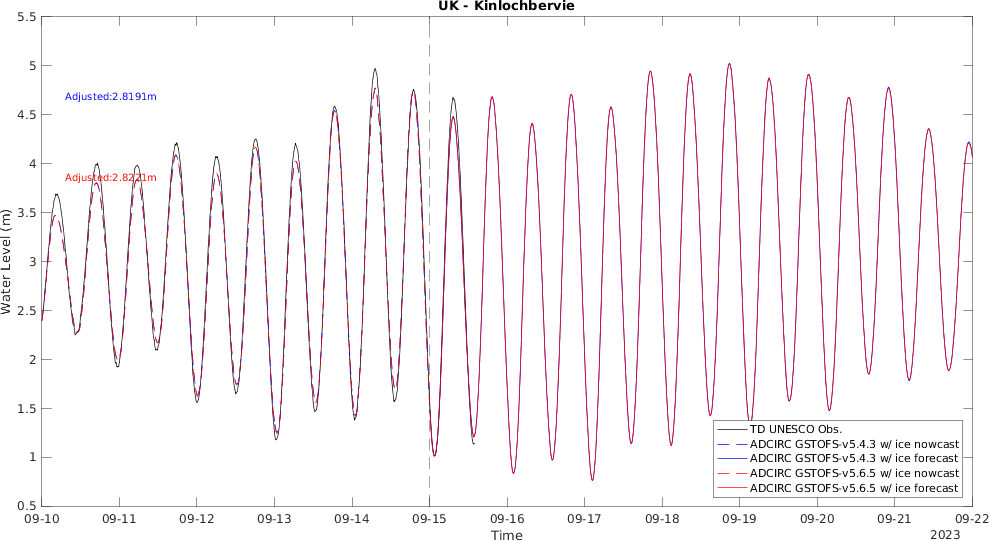 UK - Kinlochbervie
5.5
5
4.5
4
3.5
3
2.5
2
1.5
1
0.5
Water Level (m)
Adjusted:2.8191m
Adjusted:2.8221m
TD UNESCO Obs.
ADCIRC GSTOFS-v5.4.3 w/ ice nowcast
ADCIRC GSTOFS-v5.4.3 w/ ice forecast
ADCIRC GSTOFS-v5.6.5 w/ ice nowcast
ADCIRC GSTOFS-v5.6.5 w/ ice forecast
09-10 09-11 09-12 09-13 09-14 09-15 09-16 09-17 09-18 09-19 09-20 09-21 09-22
Time
2023